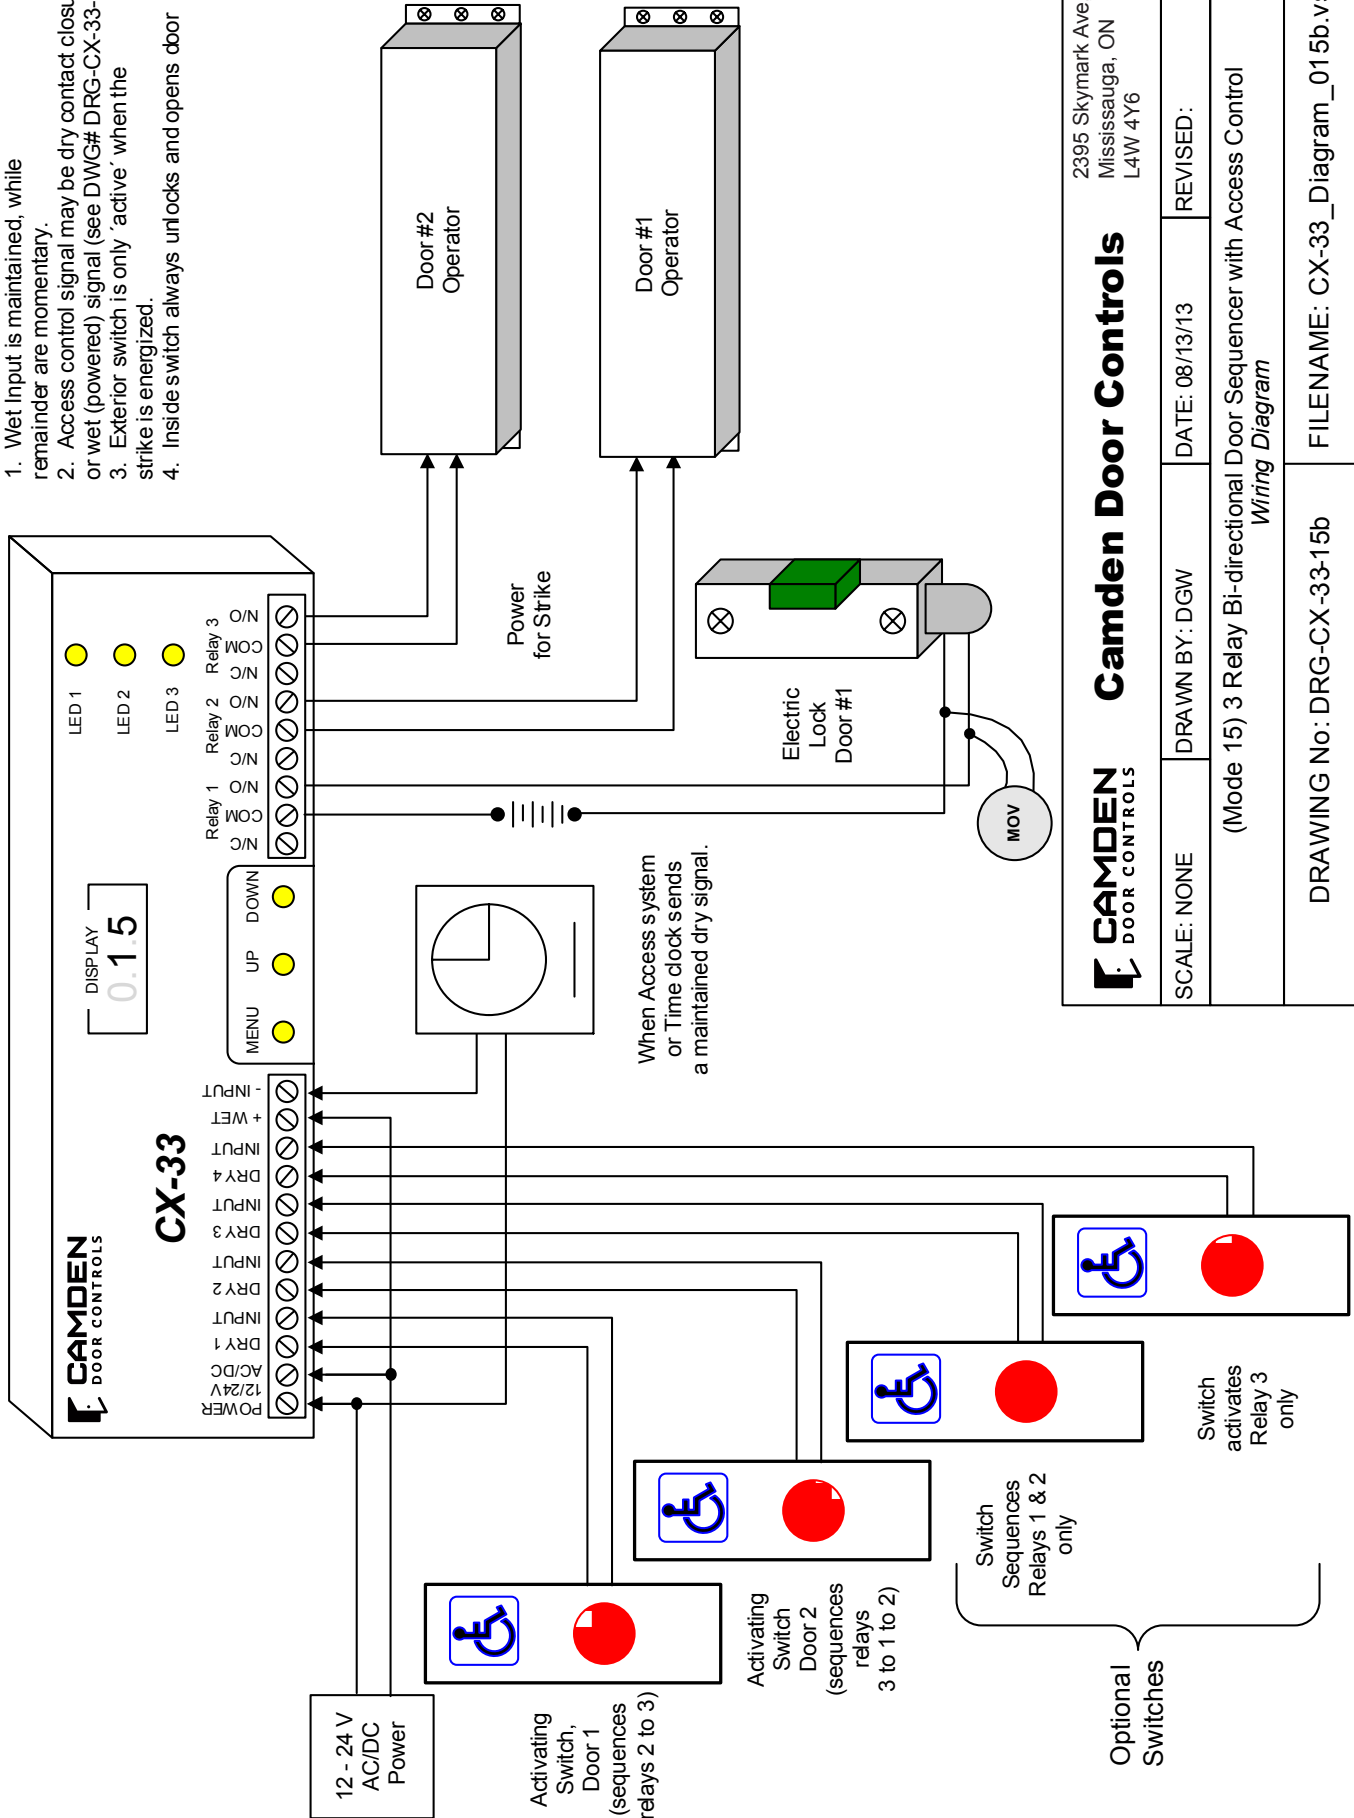 1. Wet Input is maintained, while
remainder are momentary.
2. Access control signal may be dry contact
or wet (powered) signal (see DWG# DRG-CX-33-
3. Exterior switch is only ´active´ when the
strike is energized.
4. Inside switch always unlocks and opens door
CAMDEN
DOOR CONTROLS
CX-33
DISPLAY
0.1.5
LED 1
LED 2
LED 3
MENU
UP
DOWN
POWER
12/24V
AC/DC
DRY 1
INPUT
DRY 2
INPUT
DRY 3
INPUT
DRY 4
INPUT
+ WET
- INPUT
Relay 1
Relay 2
Relay 3
N/C
COM
N/O
N/C
COM
N/O
N/C
COM
N/O
Door #2
Operator
Door #1
Operator
Power
for Strike
Electric
Lock
Door #1
MOV
When Access system
or Time clock sends
a maintained dry signal.
12 - 24 V
AC/DC
Power
Activating
Switch,
Door 1
(sequences
relays 2 to 3)
Activating
Switch
Door 2
(sequences
relays
3 to 1 to 2)
Switch
Sequences
Relays 1 & 2
only
Switch
activates
Relay 3
only
Optional
Switches
CAMDEN
DOOR CONTROLS
Camden Door Controls
2395 Skymark Ave
Mississauga, ON
L4W 4Y6
SCALE: NONE
DRAWN BY: DGW
DATE: 08/13/13
REVISED:
(Mode 15) 3 Relay Bi-directional Door Sequencer with Access Control
Wiring Diagram
DRAWING No: DRG-CX-33-15b
FILENAME: CX-33_Diagram_015b.vs